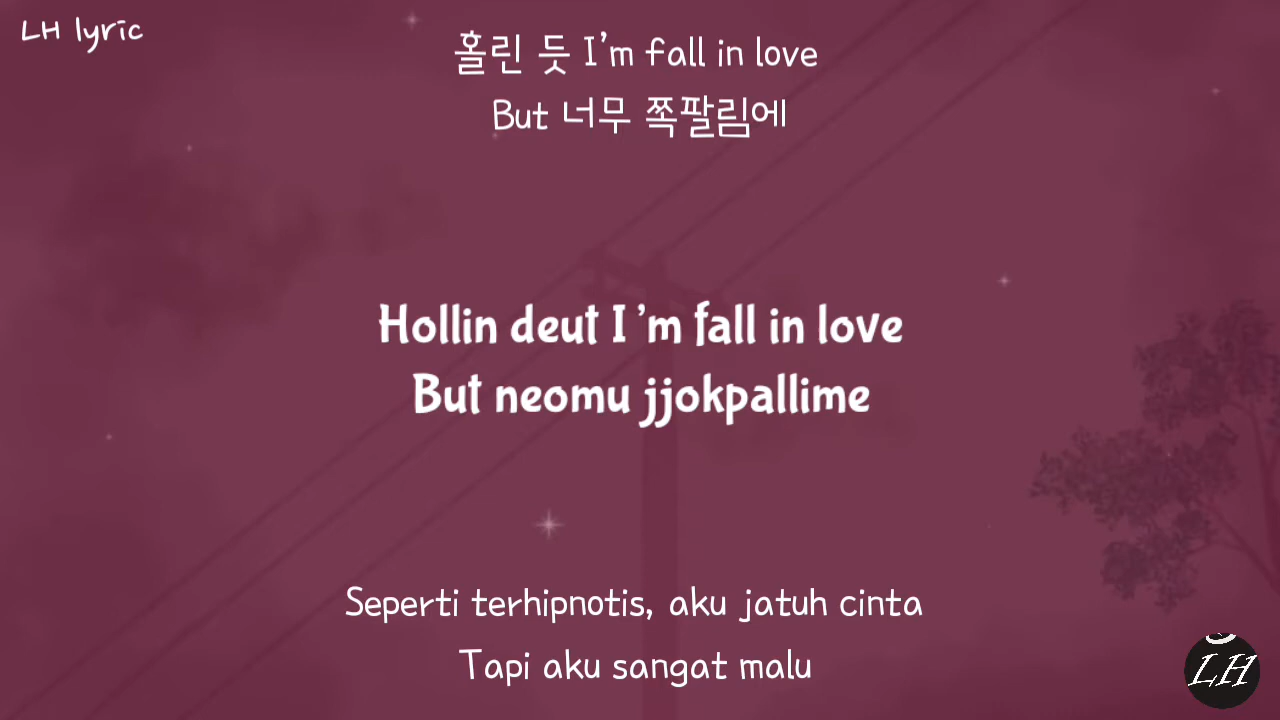 LH lyric
홀린 듯 I'm fall in love
But 너무 쪽팔림에
Hollin deut I 'm fall in love
But neomu jjokpallime
Seperti terhipnotis, aku jatuh cinta
Tapi aku sangat malu
LH